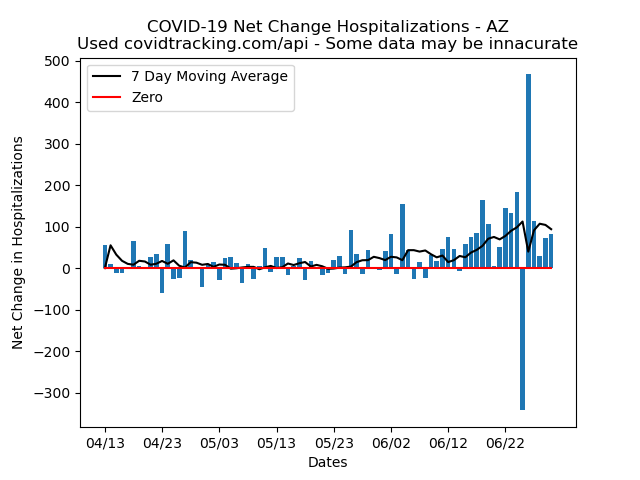 COVID-19 Net Change Hospitalizations - AZ
Used covidtracking.com/api - Some data may be innacurate
7 Day Moving Average
Zero
Net Change in Hospitalizations
500
400
300
200
100
0
−100
−200
−300
04/13 04/23 05/03 05/13 05/23 06/02 06/12 06/22
Dates